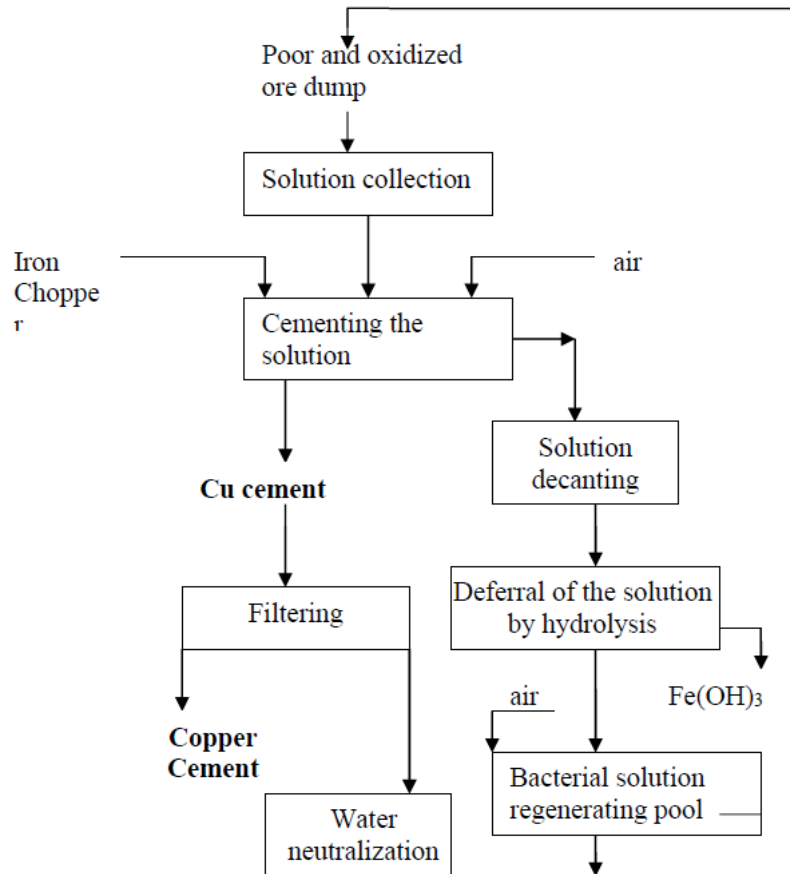 Poor and oxidized
ore dump
Solution collection
Iron
Choppe
r
air
Cementing the
solution
Solution
decanting
Cu cement
Deferral of the solution
by hydrolysis
Filtering
Fe(OH)3
air
Copper
Cement
Bacterial solution
regenerating pool
Water
neutralization